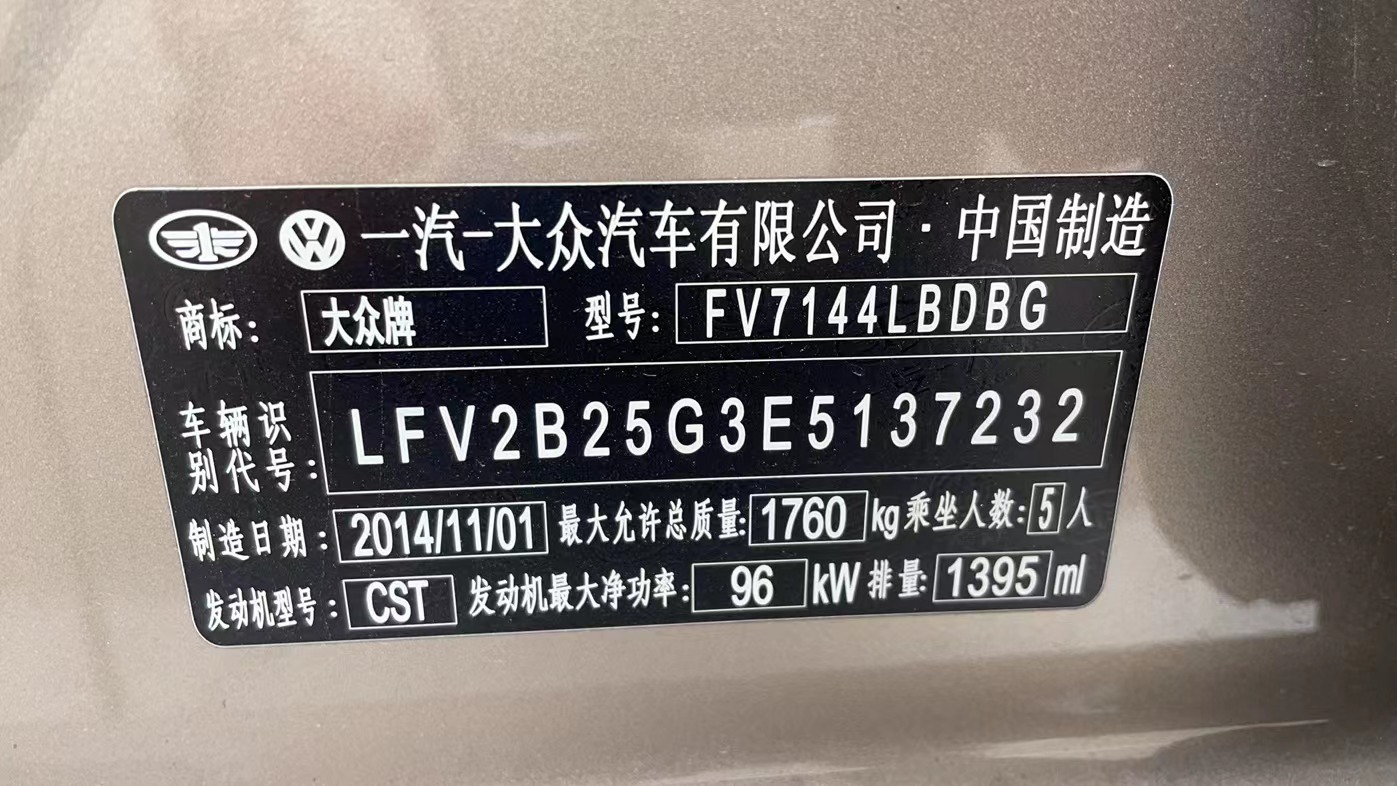 一汽-大众汽车有限公司·中国制造
商标: 大众牌 型号: FV7144LBDBG
车辆识别代号: LFV2B25G3E5137232
制造日期: 2014/11/01 最大允许总质量: 1760 kg 乘坐人数: 5 人
发动机型号: CST 发动机最大净功率: 96 kW 排量: 1395 ml